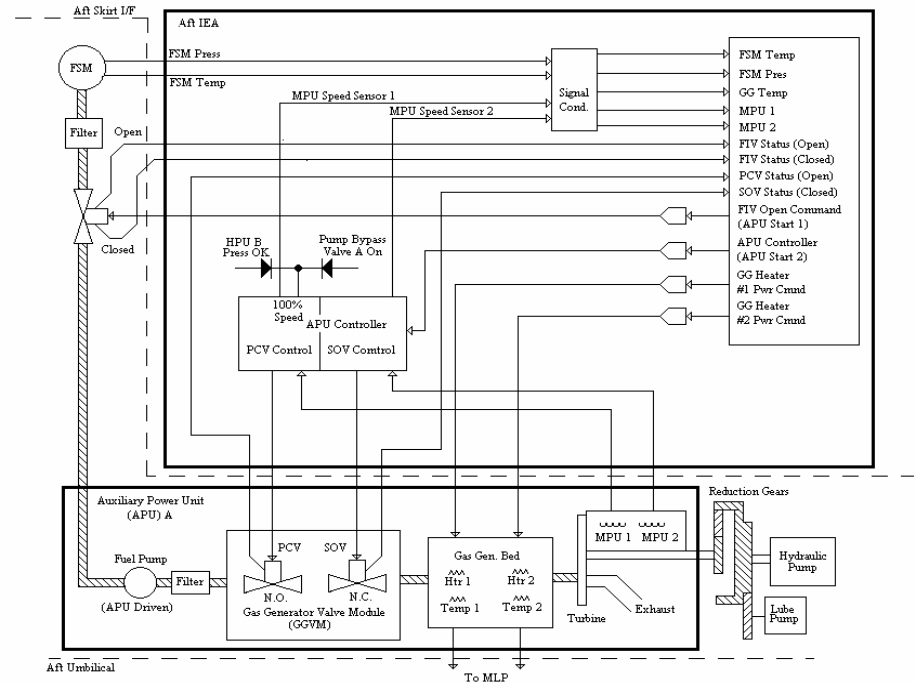 Aft Skirt I/F
Aft IEA
FSM
FSM Press
FSM Temp
MPU Speed Sensor 1
MPU Speed Sensor 2
Signal
Cond.
FSM Temp
FSM Pres
GG Temp
MPU 1
MPU 2
FIV Status (Open)
FIV Status (Closed)
PCV Status (Open)
SOV Status (Closed)
FIV Open Command
(APU Start 1)
APU Controller
(APU Start 2)
GG Heater
#1 Pwr Cmnd
GG Heater
#2 Pwr Cmnd
Filter
Open
Closed
HPU B
Press OK
Pump Bypass
Valve A On
100%
Speed
APU Controller
PCV Control
SOV Comtrol
Auxiliary Power Unit
(APU) A
Fuel Pump
(APU Driven)
Filter
PCV
SOV
N.O.
N.C.
Gas Generator Valve Module
(GGVM)
Gas Gen. Bed
Htr 1
Htr 2
Temp 1
Temp 2
MPU 1
MPU 2
Turbine
Exhaust
Reduction Gears
Hydraulic
Pump
Lube
Pump
Aft Umbilical
To MLP